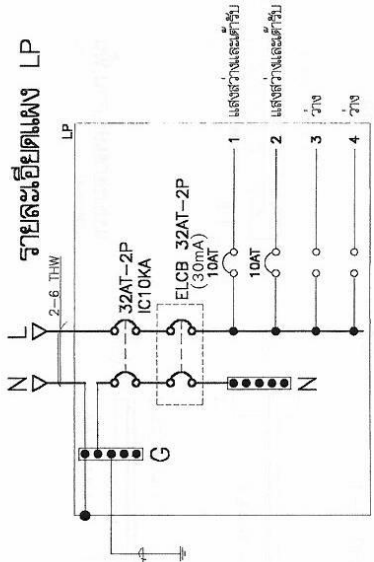 รายละเอียดแผง LP
LP
L
N
2-6 THW
32AT-2P
IC10KA
ELCB 32AT-2P
(30mA)
10AT
1 แสงสว่างและเต้ารับ
10AT
2 แสงสว่างและเต้ารับ
3 ว่าง
4 ว่าง
N
G